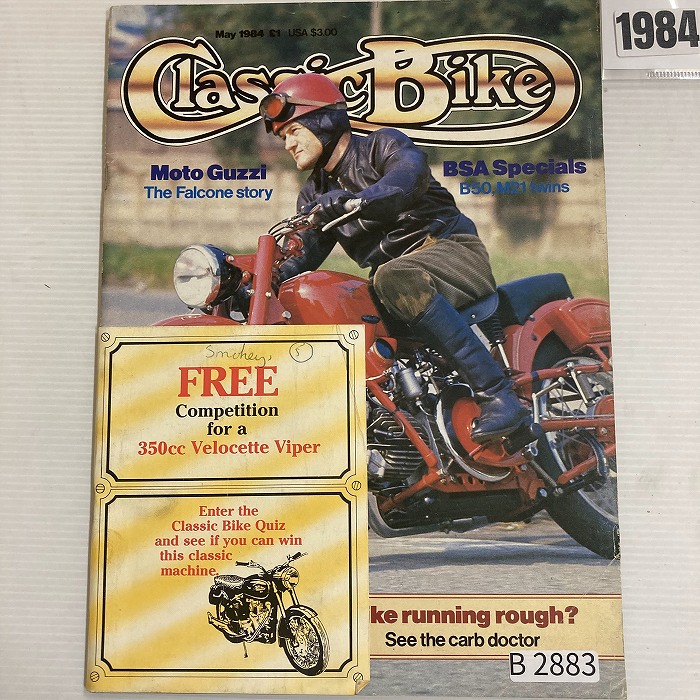 May 1984 £1 USA $3.00
1984
Classic Bike
Moto Guzzi
The Falcone story
BSA Specials
B50, M21 twins
Smokey, 5
FREE
Competition
for a
350cc Velocette Viper
Enter the
Classic Bike Quiz
and see if you can win
this classic
machine.
ke running rough?
See the carb doctor
B 2883